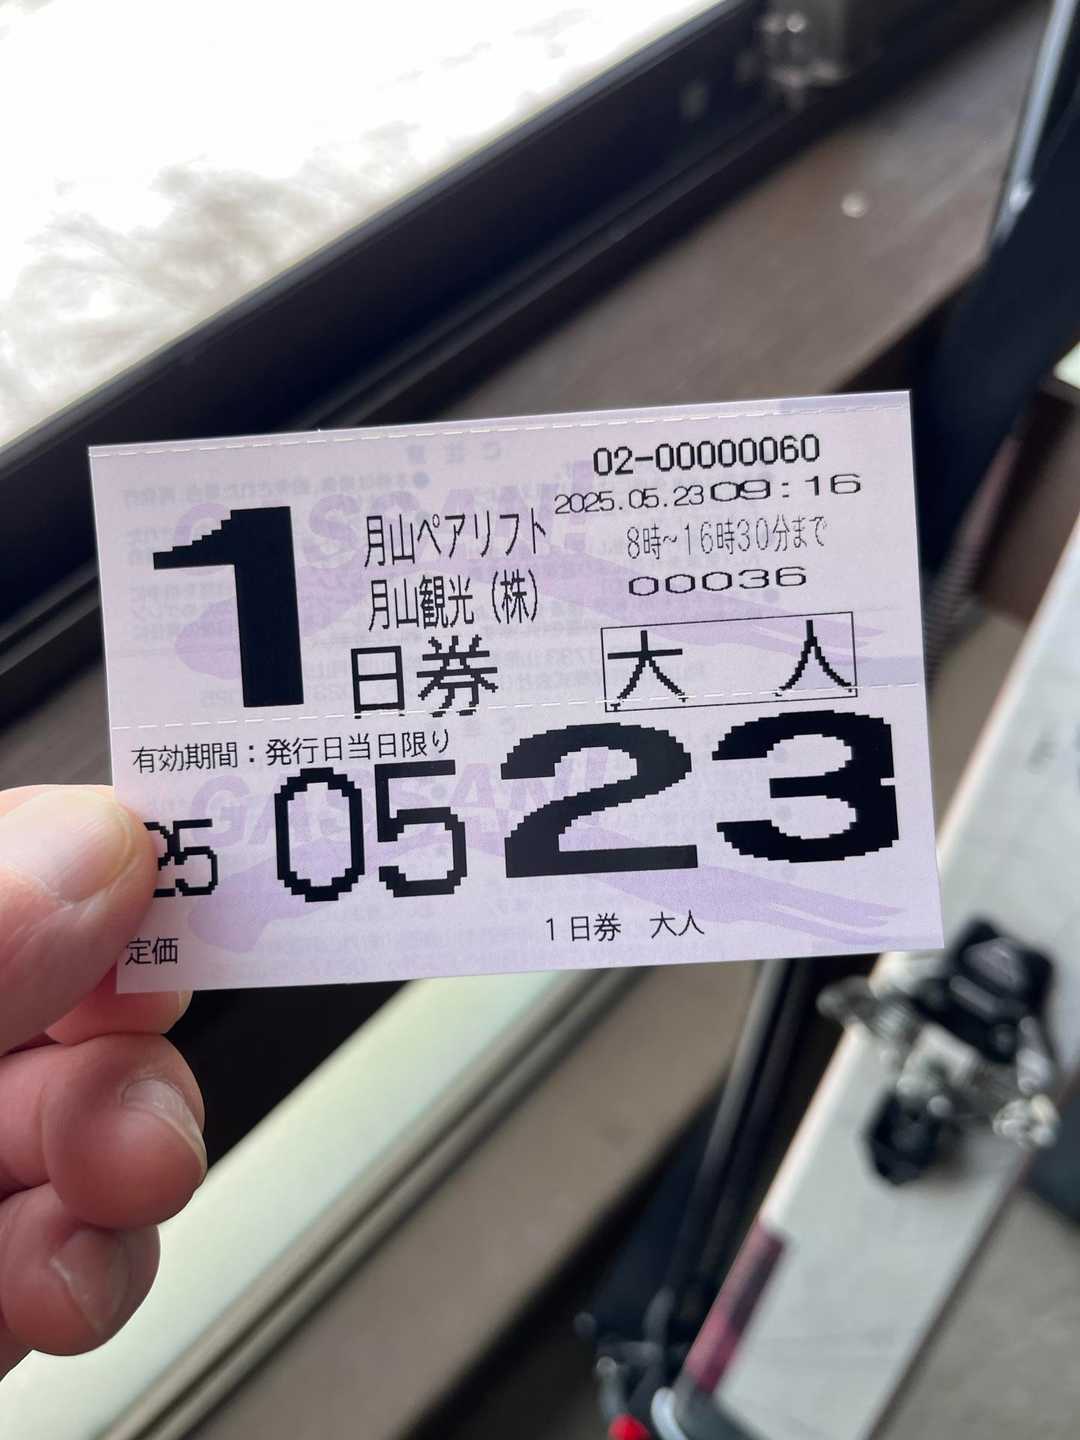 02-00000060
2025.05.23 09:16
8時~16時30分まで
00036
1
月山ペアリフト
月山観光(株)
日券
大人
有効期間:発行日当日限り
25 05 23
定価
1日券 大人
GASSAN!
GASSAN!